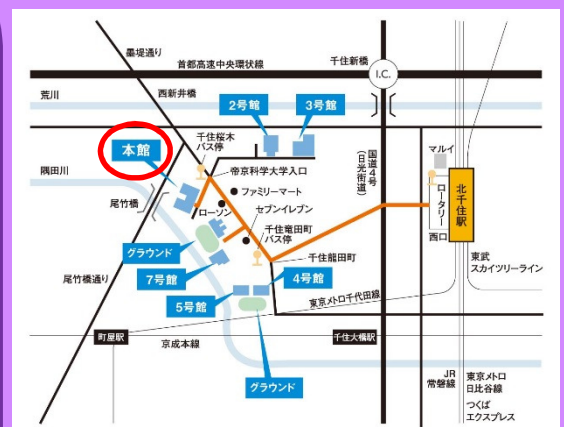 墨堤通り
首都高速中央環状線
千住新橋
I.C.
荒川
西新井橋
2号館
3号館
千住桜木
バス停
本館
帝京科学大学入口
国道4号
(日光街道)
マルイ
隅田川
尾竹橋
ファミリーマート
ローソン
セブンイレブン
ロータリー
北千住駅
西口
グラウンド
千住竜田町
バス停
千住龍田町
東武
スカイツリーライン
7号館
4号館
尾竹橋通り
5号館
東京メトロ千代田線
町屋駅
京成本線
千住大橋駅
グラウンド
JR
常磐線
東京メトロ
日比谷線
つくば
エクスプレス